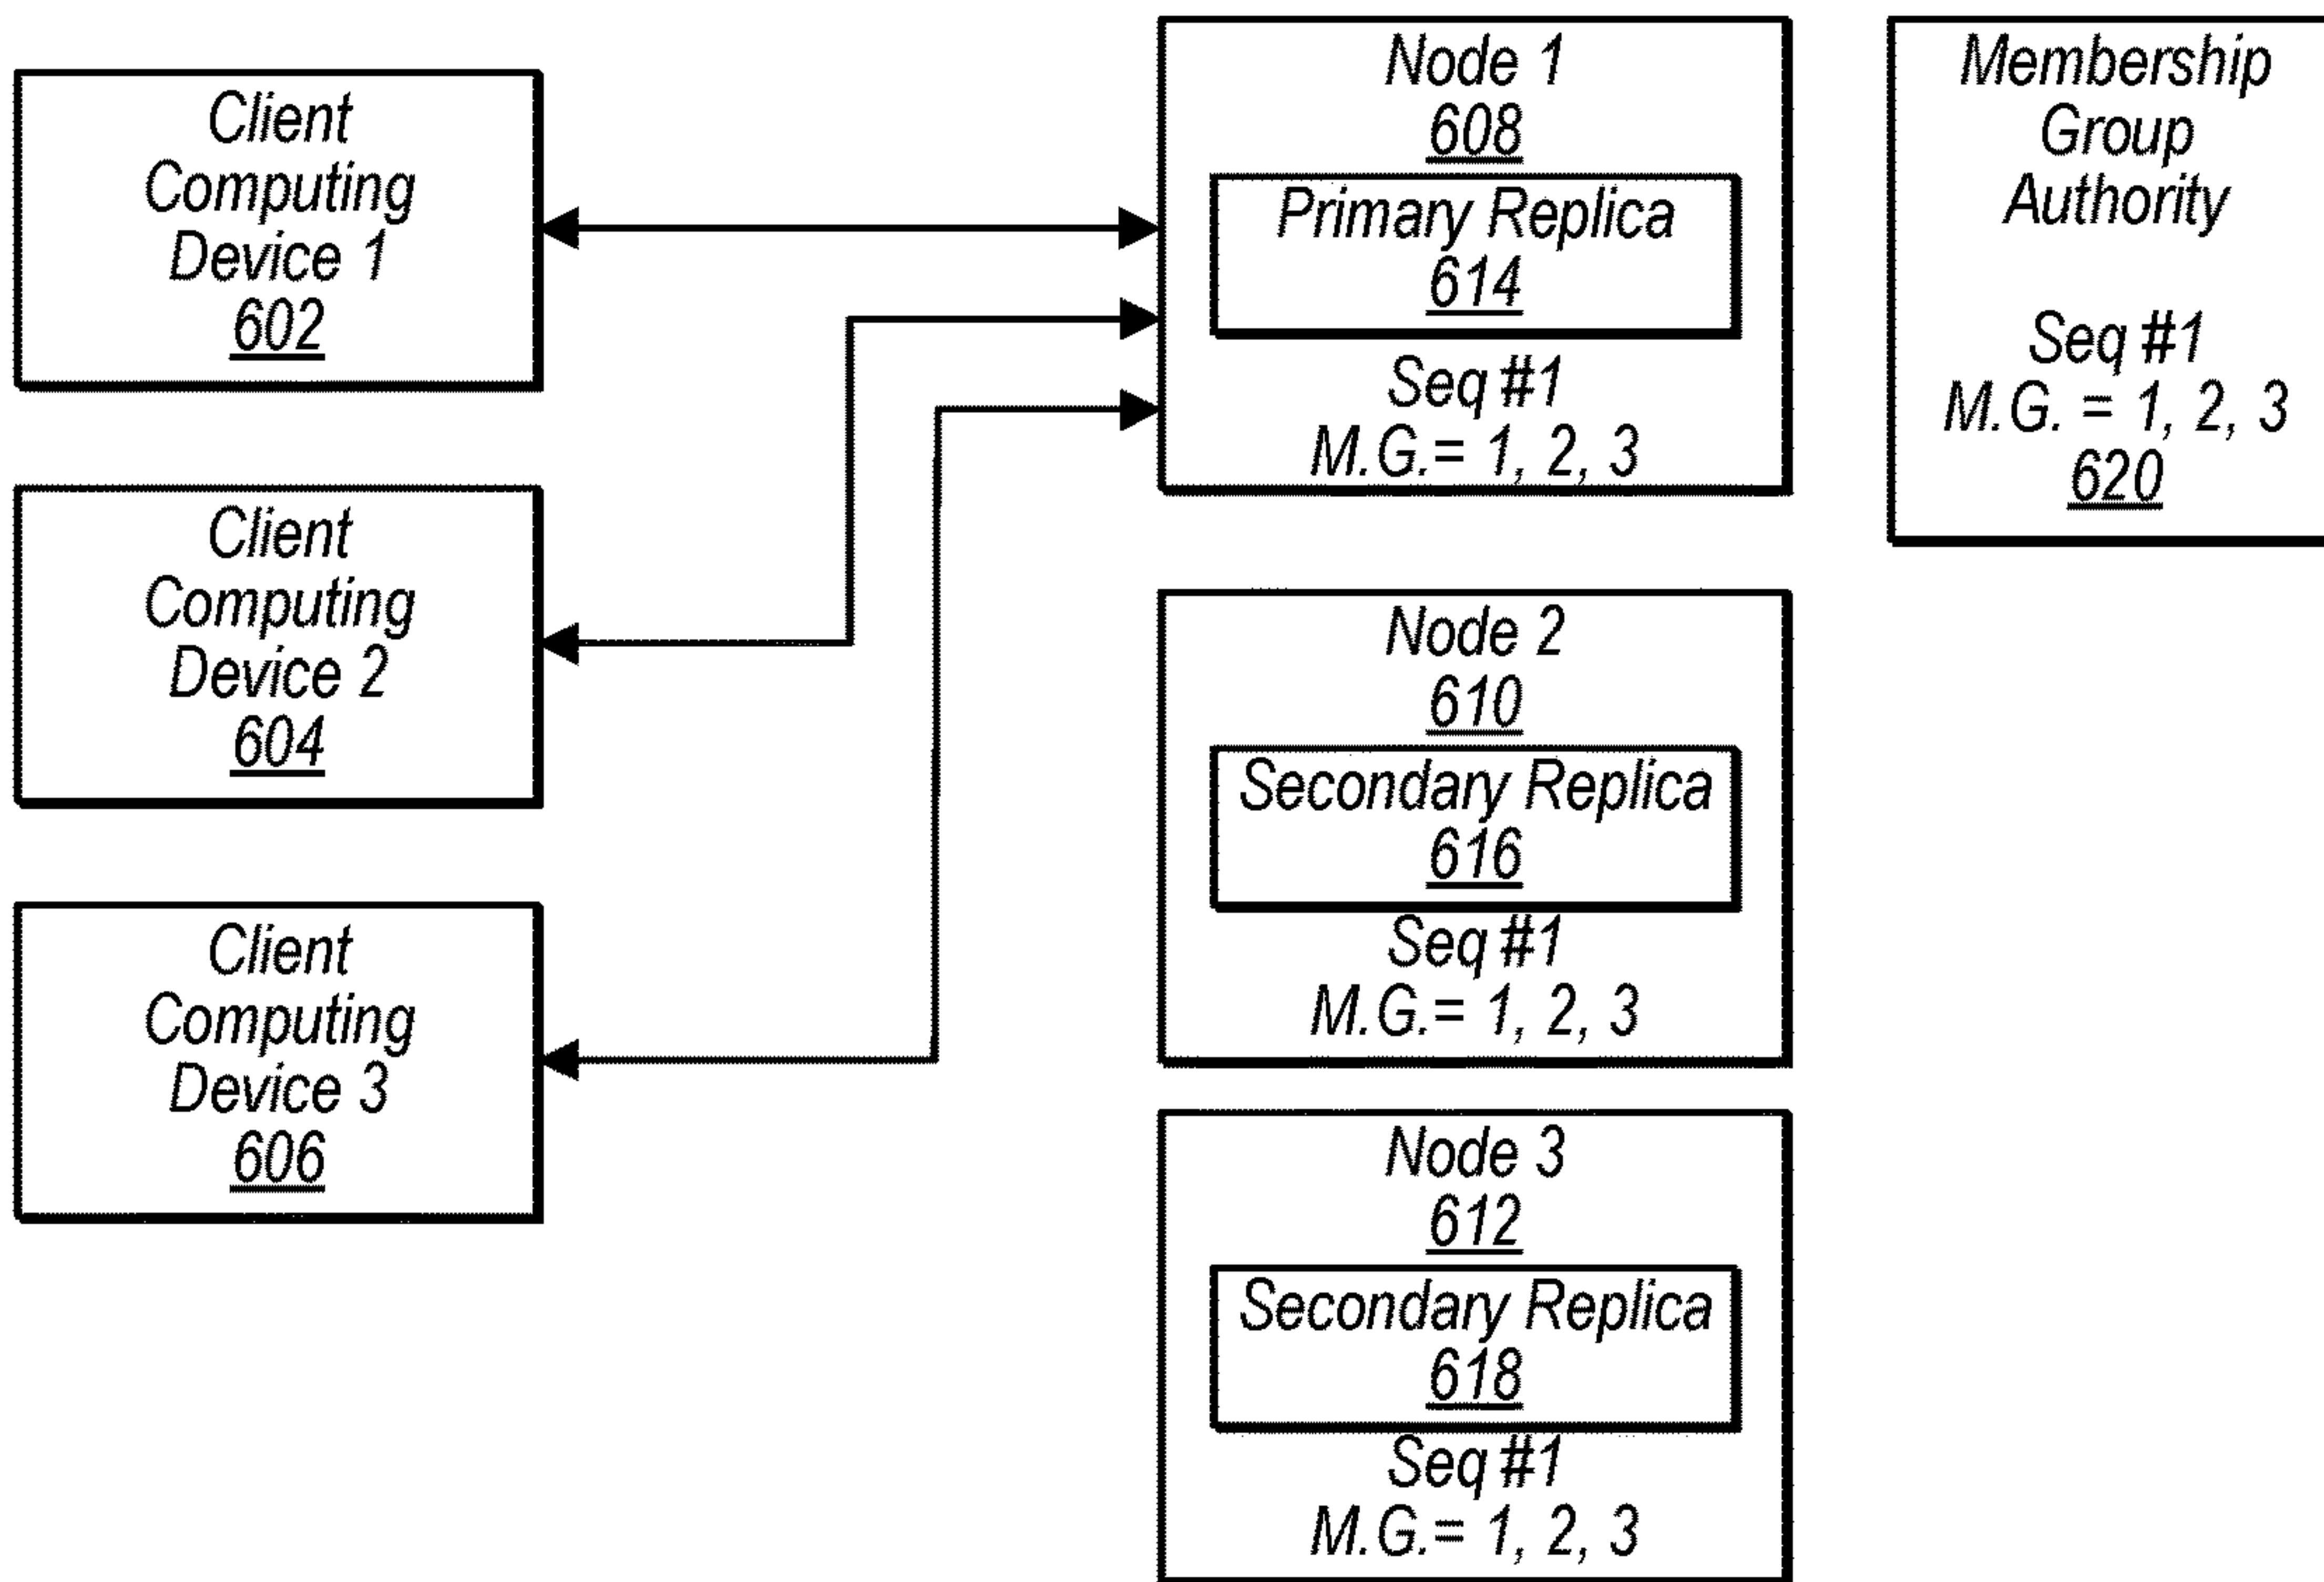 Client
Computing
Device 1
602
Client
Computing
Device 2
604
Client
Computing
Device 3
606
Node 1
608
Primary Replica
614
Seq #1
M.G.= 1, 2, 3
Node 2
610
Secondary Replica
616
Seq #1
M.G.= 1, 2, 3
Node 3
612
Secondary Replica
618
Seq #1
M.G.= 1, 2, 3
Membership
Group
Authority
Seq #1
M.G. = 1, 2, 3
620